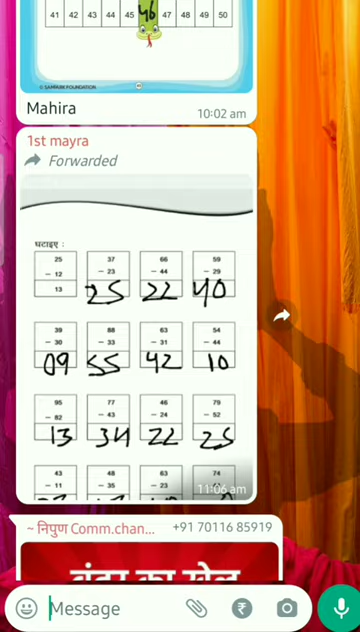 41 42 43 44 45 46 47 48 49 50
© SAMPARK FOUNDATION
Mahira
10:02 am
1st mayra
Forwarded
घटाइए :
25 37 66 59
- 12 - 23 - 44 - 29
13 25 22 40
39 88 63 54
- 30 - 33 - 31 - 44
09 55 42 10
95 77 46 79
- 82 - 43 - 24 - 52
13 34 22 25
43 48 63 74
- 11 - 35 - 23
11:06 am
~ निपुण Comm.chan... +91 70116 85919
बंदर का खेल
Message